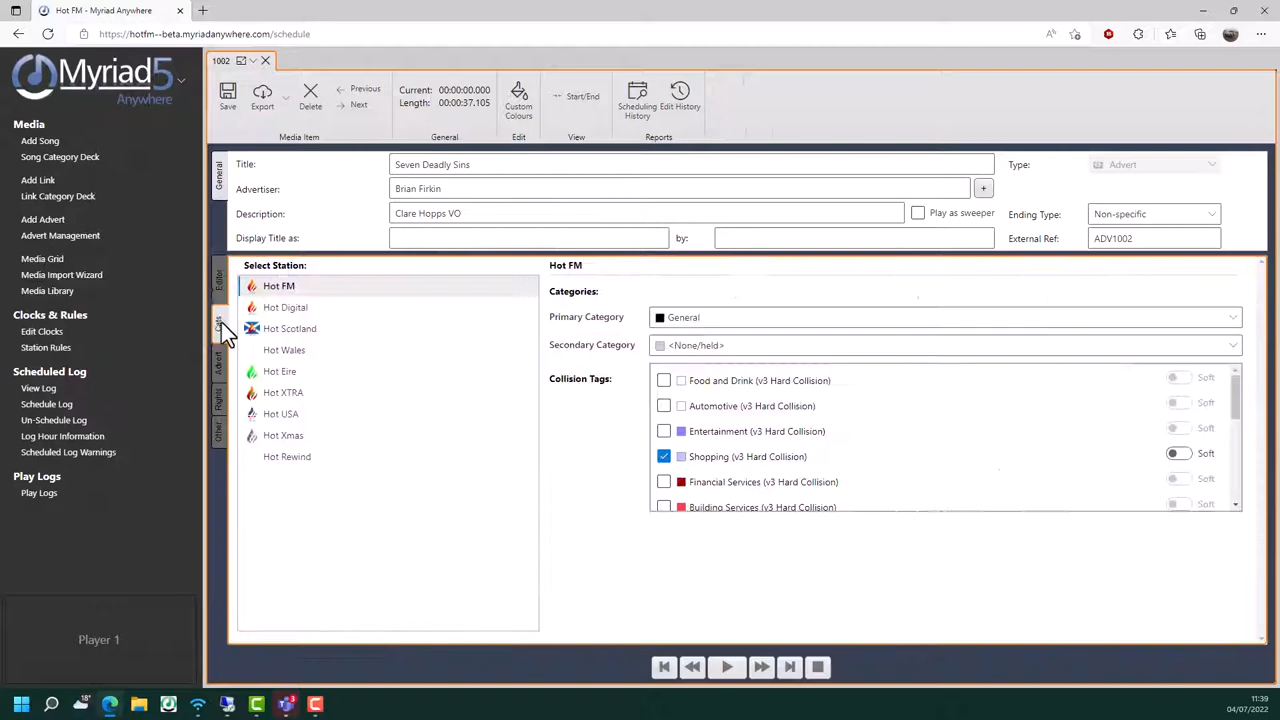 Hot FM - Myriad Anywhere
https://hotfm--beta.myriadanywhere.com/schedule
Myriad5
Anywhere
Media
Add Song
Song Category Deck
Add Link
Link Category Deck
Add Advert
Advert Management
Media Grid
Media Import Wizard
Media Library
Clocks & Rules
Edit Clocks
Station Rules
Scheduled Log
View Log
Schedule Log
Un-Schedule Log
Log Hour Information
Scheduled Log Warnings
Play Logs
Play Logs
Player 1
1002
Save
Export
Delete
Previous
Next
Media Item
Current: 00:00:00.000
Length: 00:00:37.105
General
Custom
Colours
Edit
Start/End
View
Scheduling
History
Edit History
Reports
General
Editor
Cats
Advert
Rights
Other
Title: Seven Deadly Sins
Type: Advert
Advertiser: Brian Firkin +
Description: Clare Hopps VO
Play as sweeper
Ending Type: Non-specific
Display Title as: by:
External Ref: ADV1002
Select Station:
Hot FM
Hot Digital
Hot Scotland
Hot Wales
Hot Eire
Hot XTRA
Hot USA
Hot Xmas
Hot Rewind
Hot FM
Categories:
Primary Category General
Secondary Category <None/held>
Collision Tags:
Food and Drink (v3 Hard Collision) Soft
Automotive (v3 Hard Collision) Soft
Entertainment (v3 Hard Collision) Soft
Shopping (v3 Hard Collision) Soft
Financial Services (v3 Hard Collision) Soft
Building Services (v3 Hard Collision) Soft
18°
3
11:39
04/07/2022